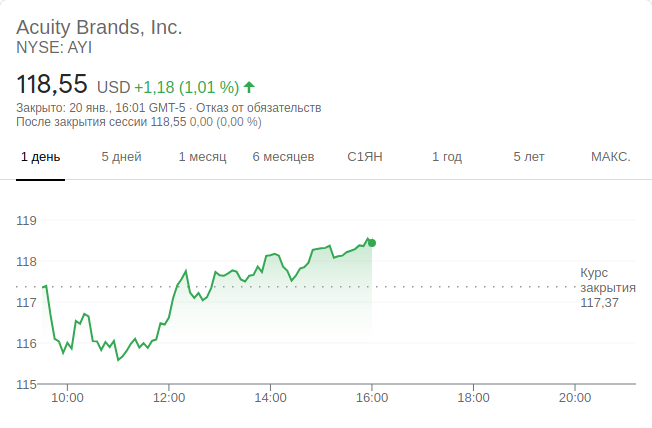 Acuity Brands, Inc.
NYSE: AYI
118,55 USD +1,18 (1,01 %)
Закрыто: 20 янв., 16:01 GMT-5 · Отказ от обязательств
После закрытия сессии 118,55 0,00 (0,00 %)
1 день 5 дней 1 месяц 6 месяцев С1ЯН 1 год 5 лет МАКС.
119
118
117
116
115
Курс
закрытия
117,37
10:00 12:00 14:00 16:00 18:00 20:00